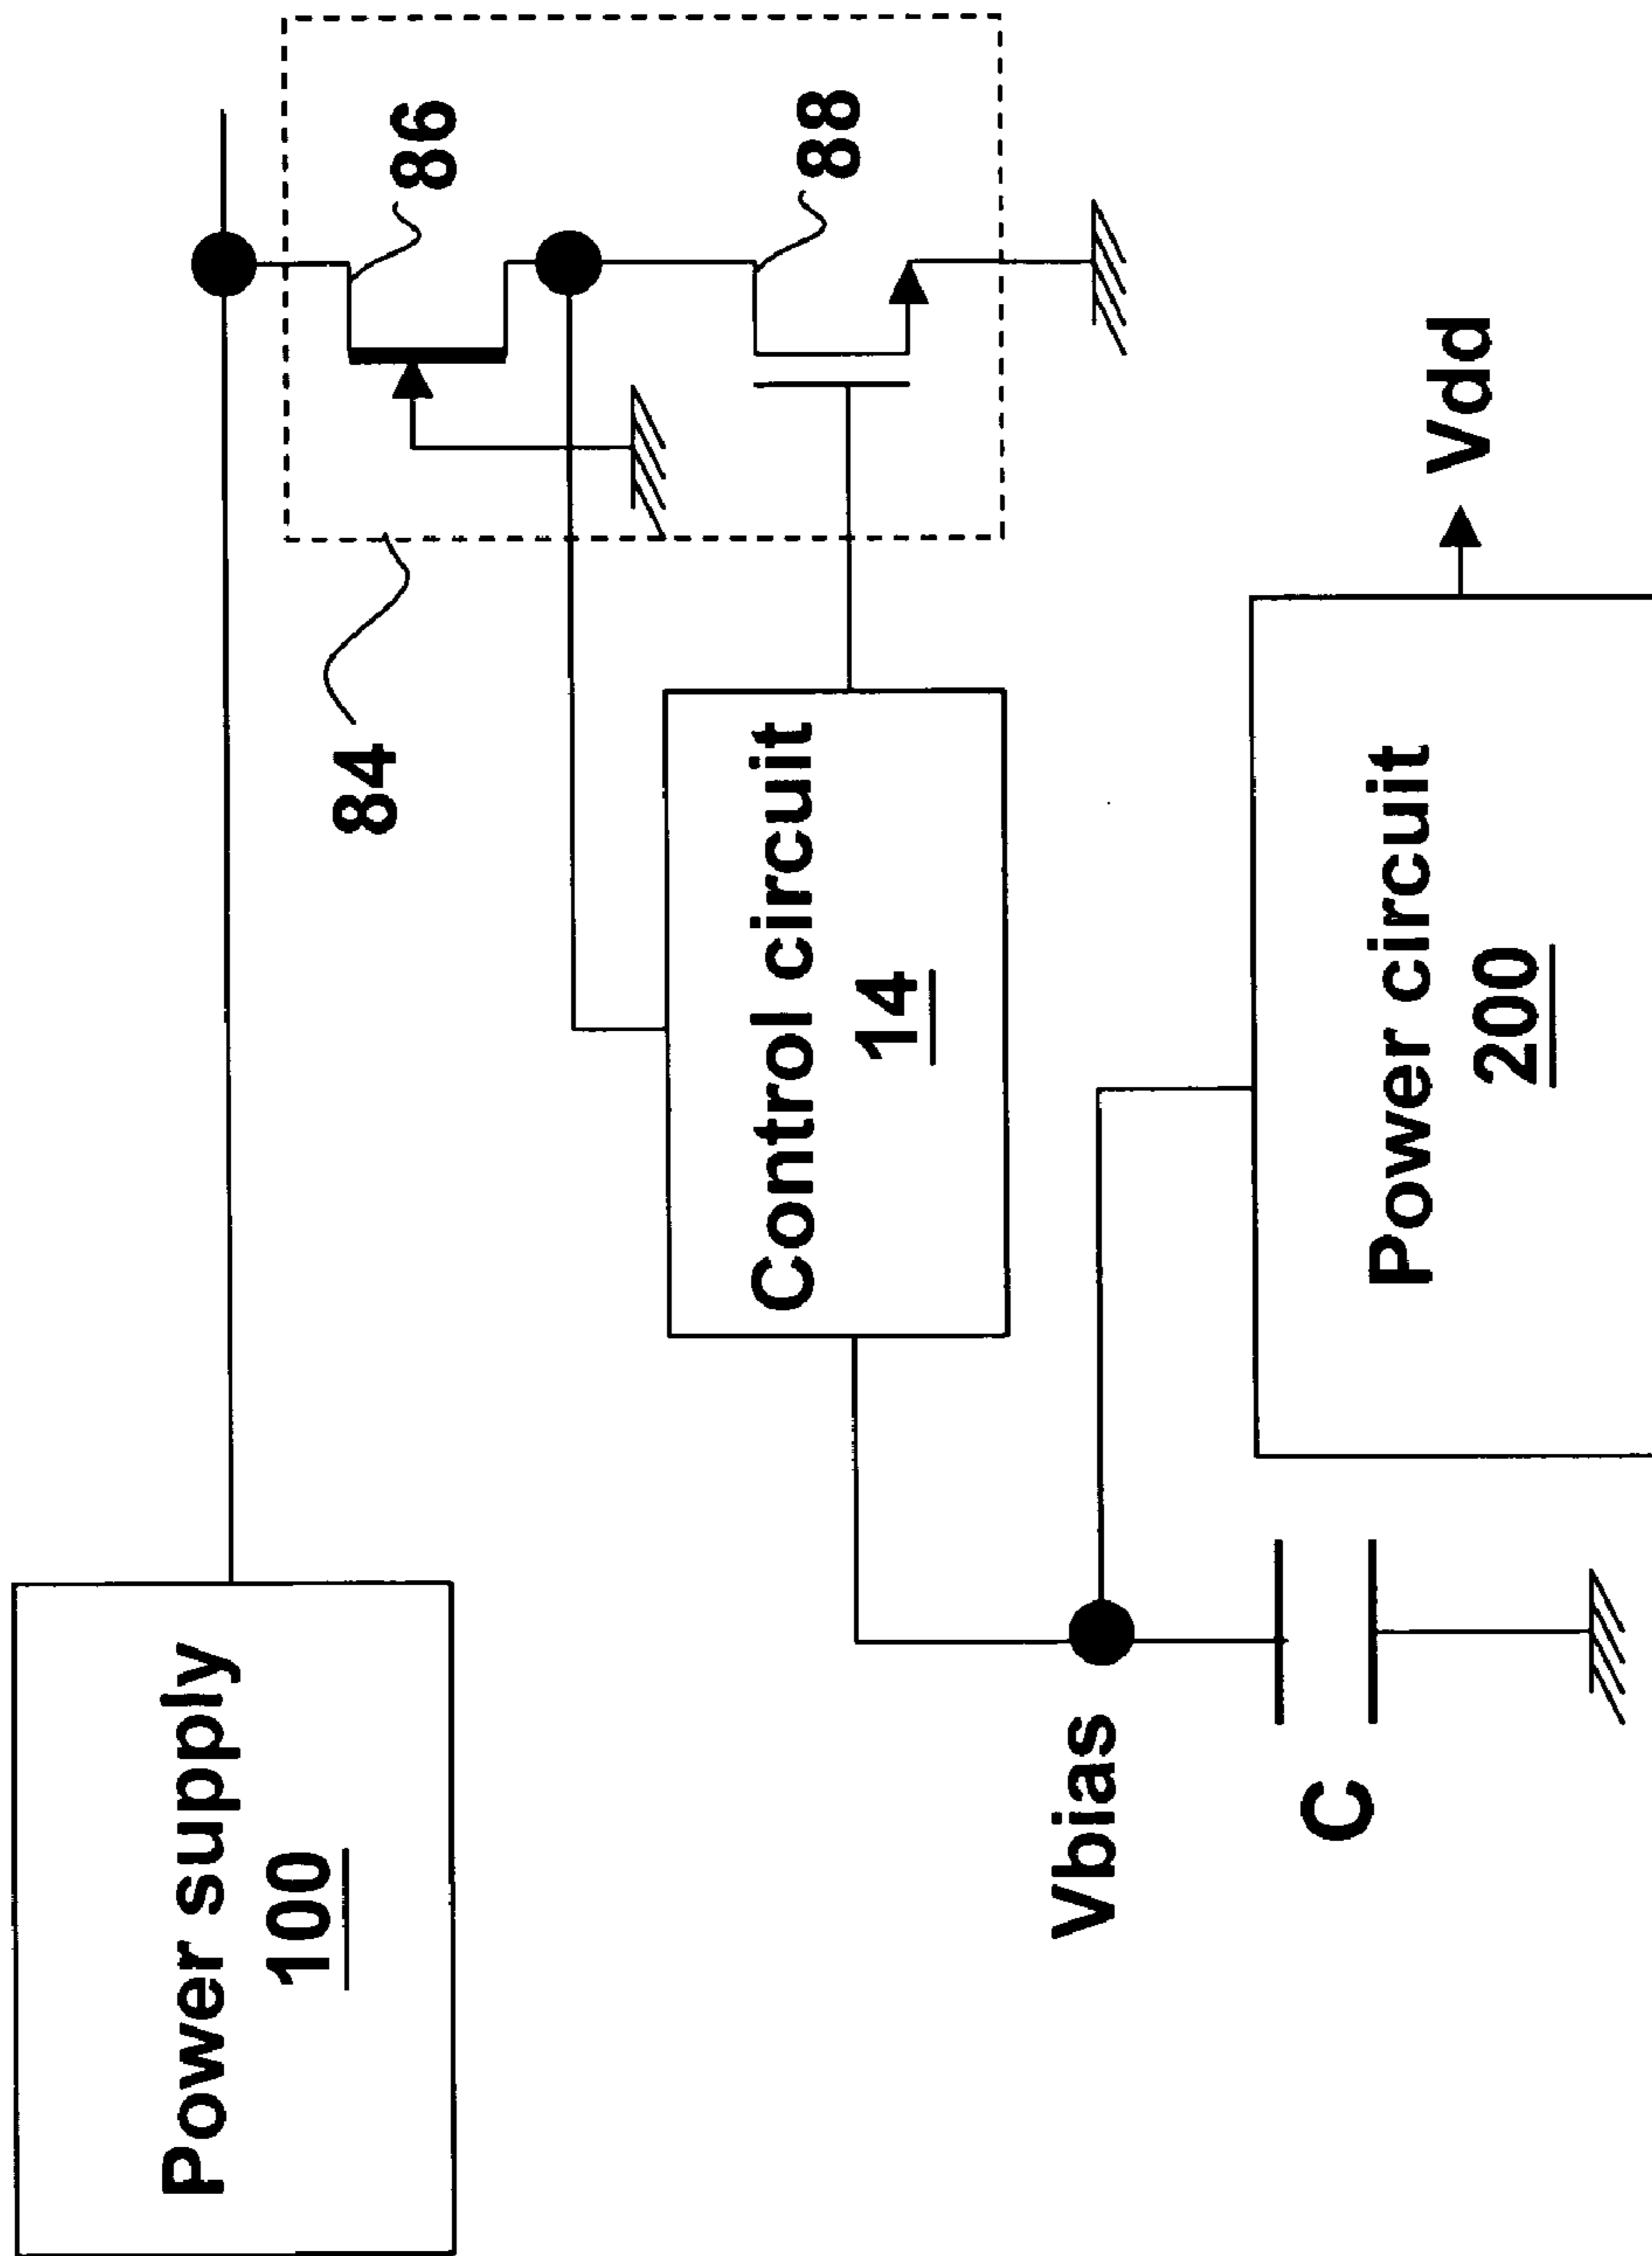 Power supply
100
84
86
88
Control circuit
14
Vbias
C
Power circuit
200
Vdd